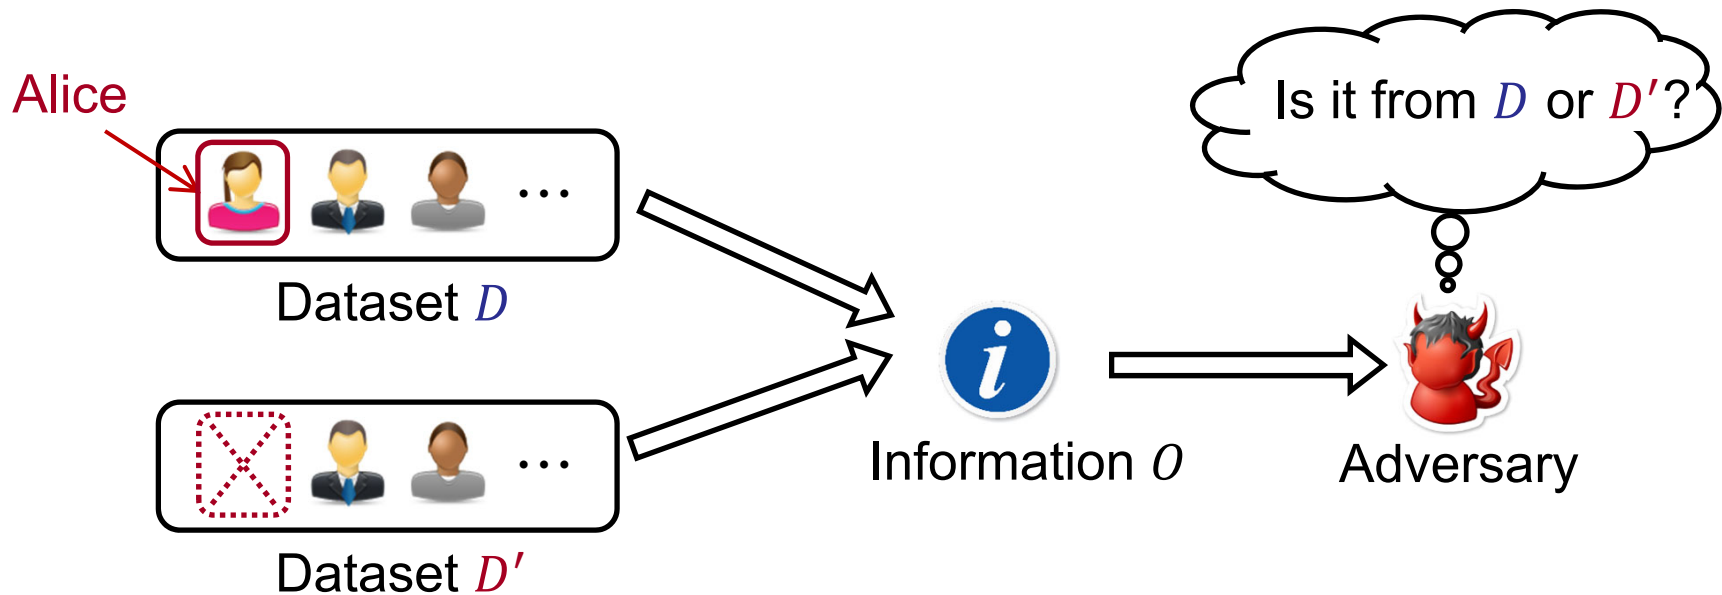 Alice
Is it from D or D′?
...
Dataset D
...
Dataset D′
i
Information O
Adversary